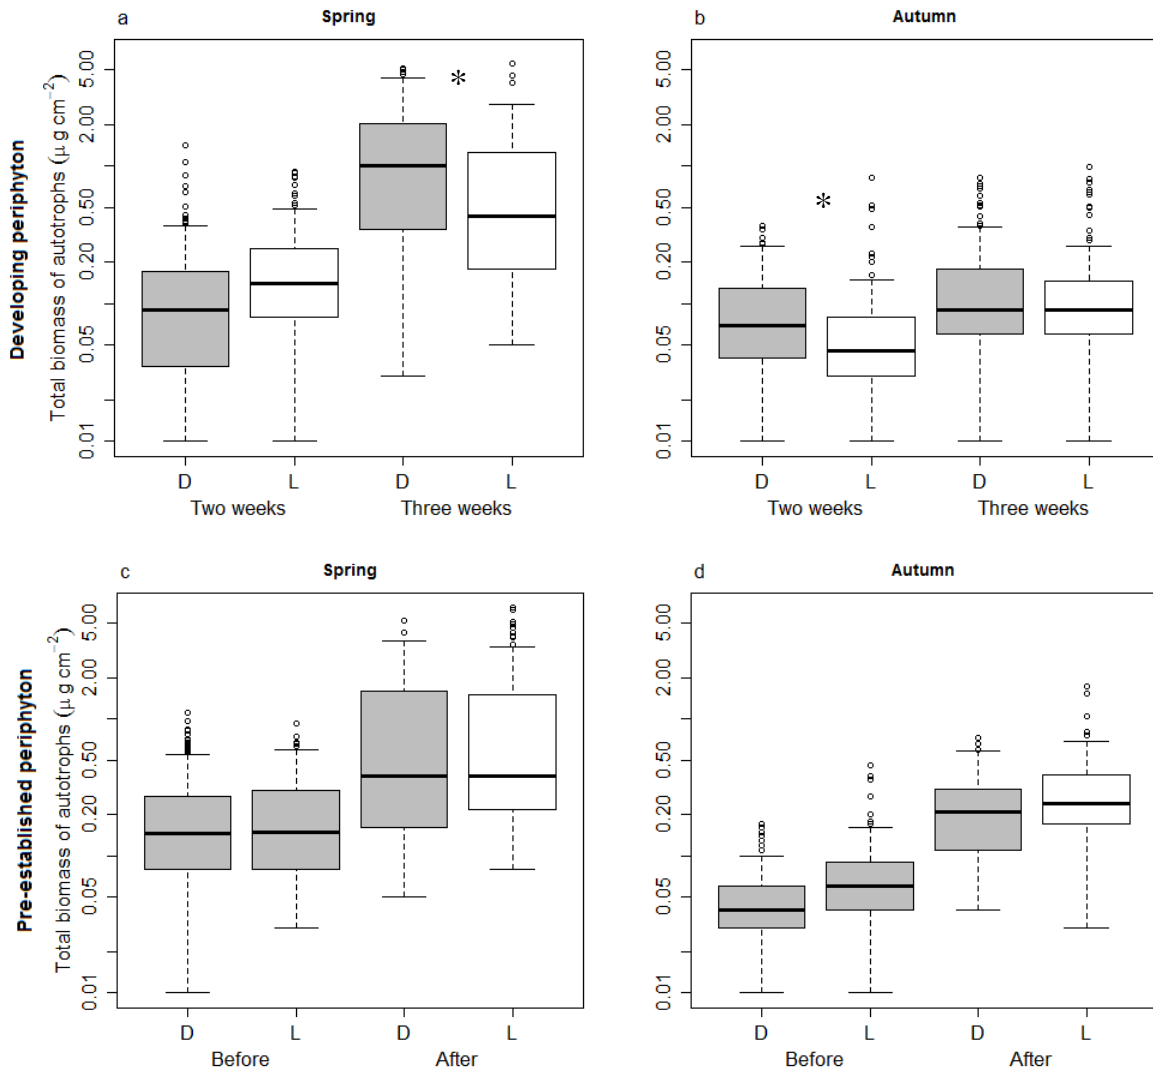 a
Spring
Developing periphyton
Total biomass of autotrophs (μ g cm⁻²)
5.00
2.00
0.50
0.20
0.05
0.01
*
D
L
D
L
Two weeks
Three weeks
b
Autumn
5.00
2.00
0.50
0.20
0.05
0.01
*
D
L
D
L
Two weeks
Three weeks
c
Spring
Pre-established periphyton
Total biomass of autotrophs (μ g cm⁻²)
5.00
2.00
0.50
0.20
0.05
0.01
D
L
D
L
Before
After
d
Autumn
5.00
2.00
0.50
0.20
0.05
0.01
D
L
D
L
Before
After